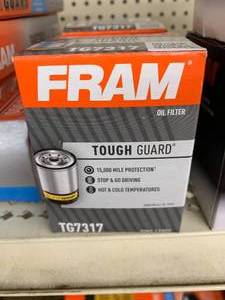 TG7317
FRAM
OIL FILTER
TOUGH GUARD®
15,000 MILE PROTECTION†
STOP & GO DRIVING
HOT & COLD TEMPERATURES
TG7317